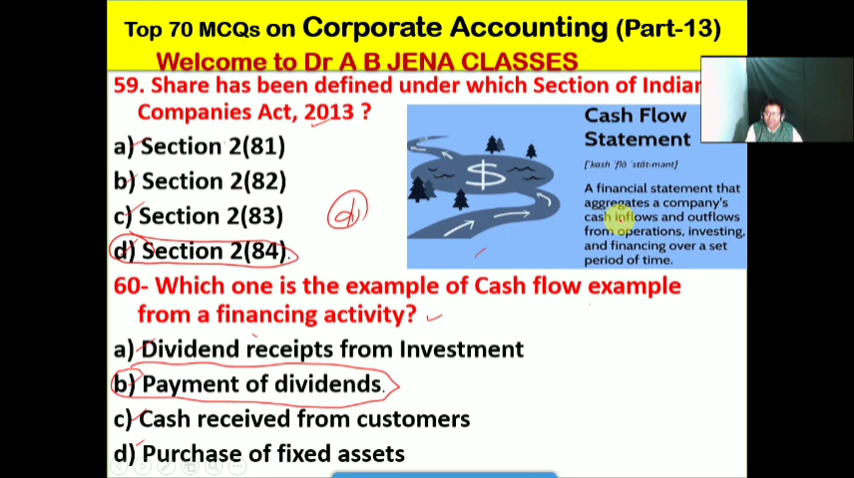 Top 70 MCQs on Corporate Accounting (Part-13)
Welcome to Dr A B JENA CLASSES
59. Share has been defined under which Section of Indian
Companies Act, 2013 ?
a) Section 2(81)
b) Section 2(82)
c) Section 2(83)
d) Section 2(84).
d)
$
Cash Flow
Statement
['kash 'flō 'stāt-mənt]
A financial statement that
aggregates a company's
cash inflows and outflows
from operations, investing,
and financing over a set
period of time.
60- Which one is the example of Cash flow example
from a financing activity?
a) Dividend receipts from Investment
b) Payment of dividends.
c) Cash received from customers
d) Purchase of fixed assets